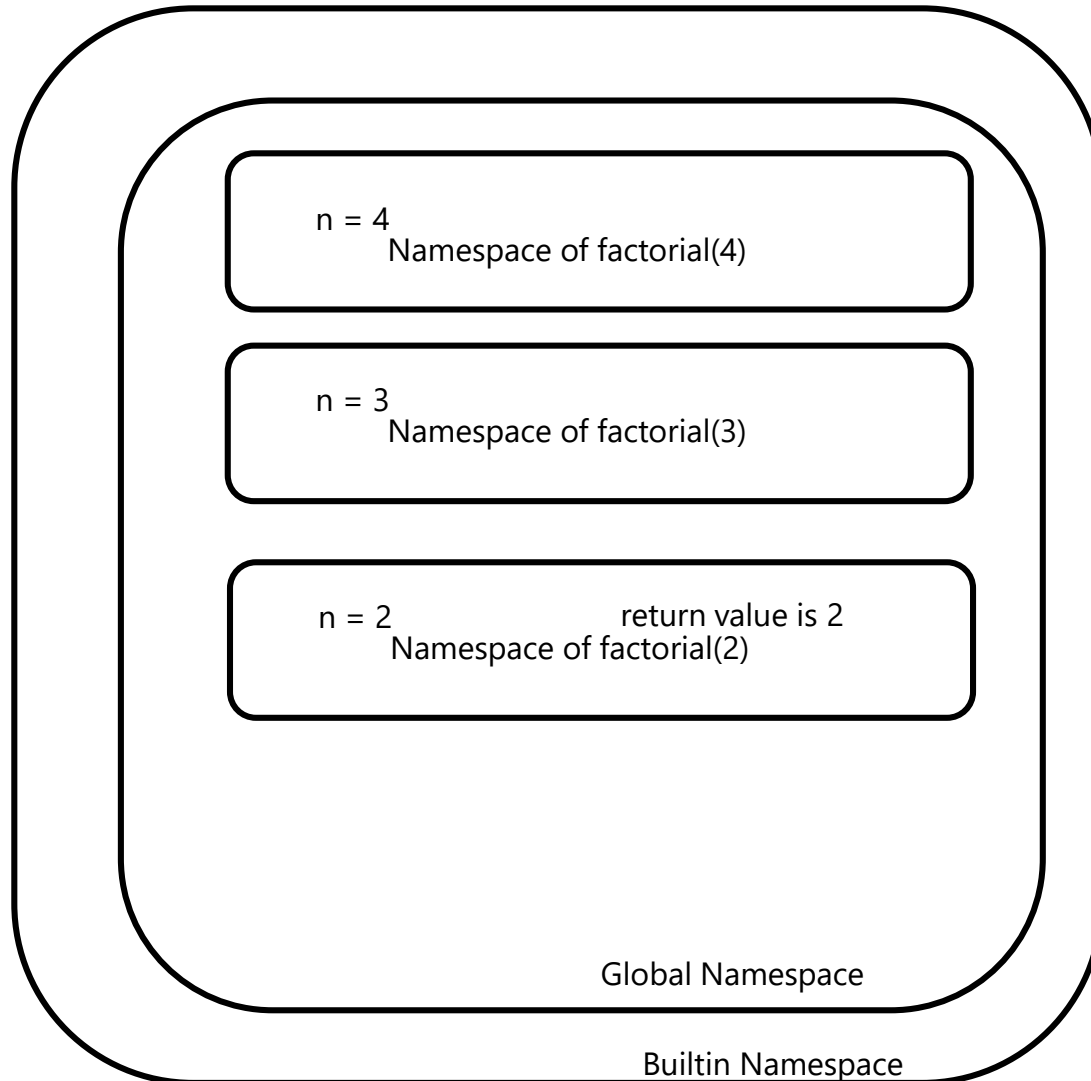 n = 4
Namespace of factorial(4)
n = 3
Namespace of factorial(3)
n = 2 return value is 2
Namespace of factorial(2)
Global Namespace
Builtin Namespace